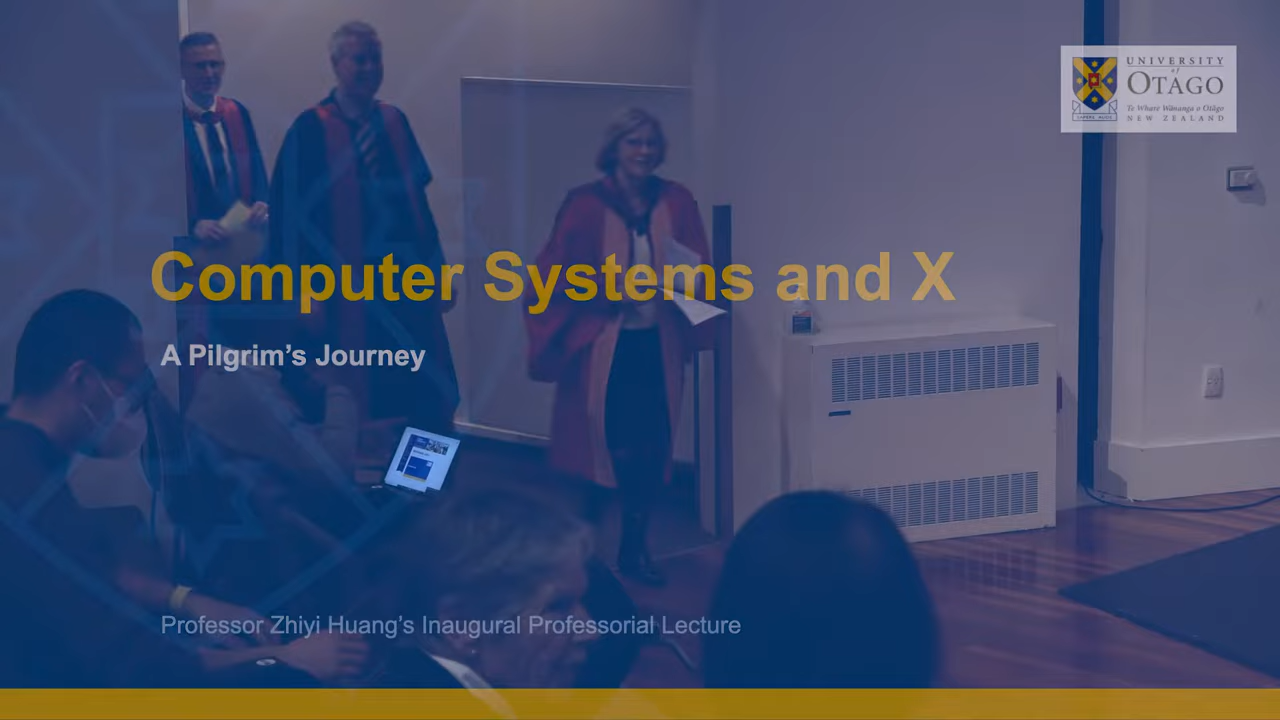 UNIVERSITY
of
OTAGO
Te Whare Wānanga o Otāgo
NEW ZEALAND
Computer Systems and X
A Pilgrim’s Journey
Professor Zhiyi Huang’s Inaugural Professorial Lecture